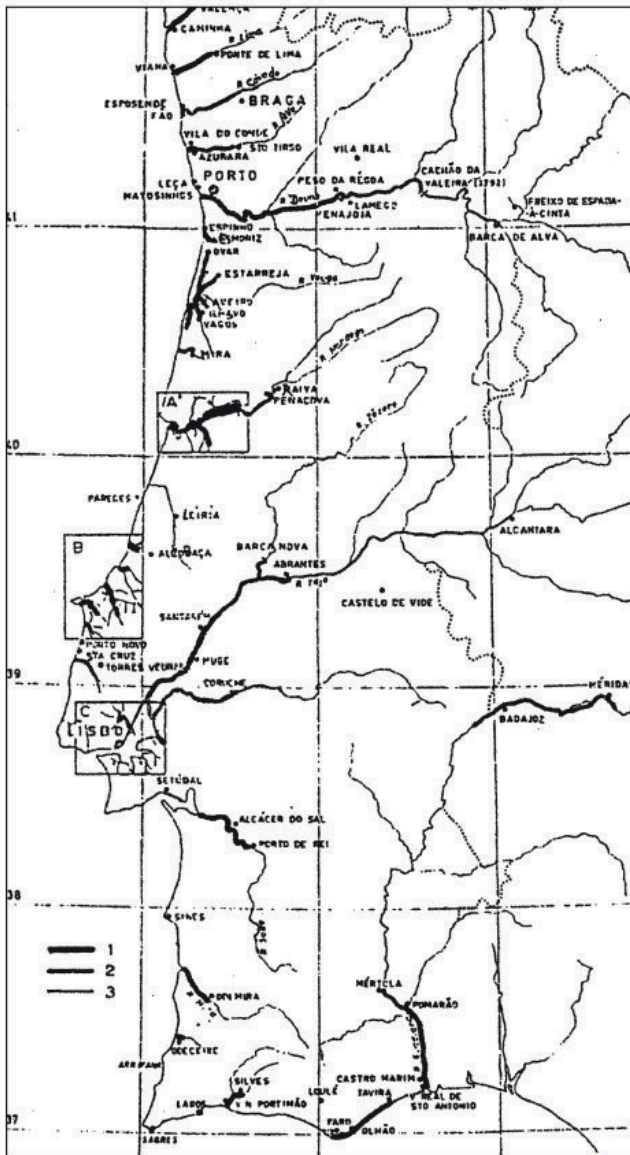 VALENÇA
CAMINHA
R Lima
PONTE DE LIMA
VIANA
R Cávado
ESPOSENDE
FÃO
BRAGA
R Ave
VILA DO CONDE
STO TIRSO
AZURARA
VILA REAL
LEÇA
MATOSINHOS
PORTO
PESO DA RÉGOA
CACHÃO DA
VALEIRA (1792)
R Douro
LAMEGO
PENAJOIA
FREIXO DE ESPADA-
À-CINTA
41
BARCA DE ALVA
ESPINHO
ESMORIZ
OVAR
ESTARREJA
R Vouga
AVEIRO
ILHAVO
VAGOS
MIRA
R Mondego
RAIVA
PENACOVA
A
R Zêzere
40
PAREDES
LEIRIA
ALCANTARA
B
ALCOBAÇA
BARCA NOVA
ABRANTES
R Tejo
CASTELO DE VIDE
SANTARÉM
PORTO NOVO
STA CRUZ
TORRES VEDRAS
MUGE
39
CORUCHE
MÉRIDA
C
BADAJOZ
LISBOA
SETÚBAL
ALCÁCER DO SAL
PORTO DE REI
38
SINES
R Sado
1
2
3
ODEMIRA
MÉRTOLA
POMARÃO
ODECEIXE
ARRIFANA
R Guadiana
SILVES
LOULÉ
CASTRO MARIM
TAVIRA
LAGOS
V N PORTIMÃO
V REAL DE
STO ANTONIO
37
SAGRES
FARO
OLHÃO